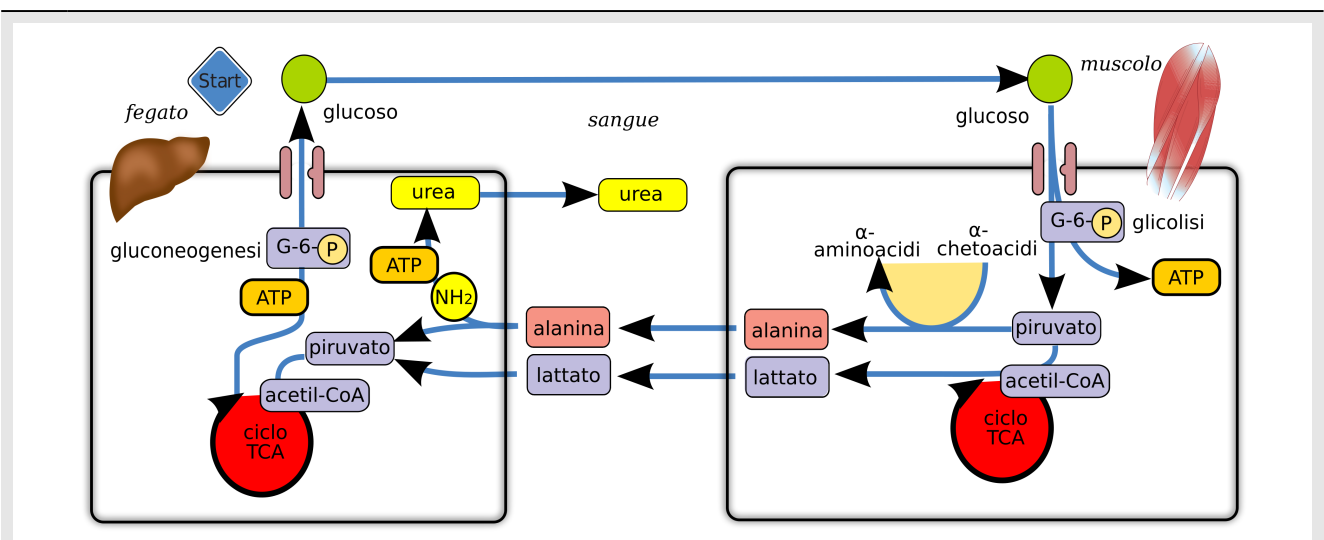 Start
fegato
glucoso
sangue
glucoso
muscolo
urea
urea
gluconeogenesi
G-6-P
ATP
ATP
NH2
piruvato
acetil-CoA
ciclo
TCA
alanina
lattato
alanina
lattato
α-
aminoacidi
α-
chetoacidi
G-6-P
glicolisi
ATP
piruvato
acetil-CoA
ciclo
TCA